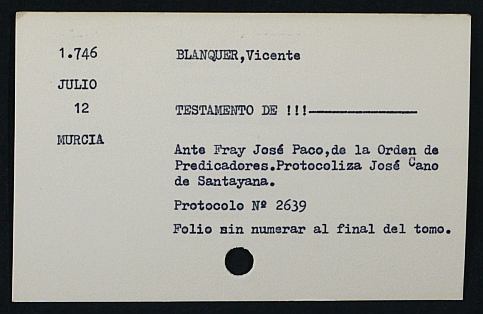 1.746
BLANQUER,Vicente
JULIO
12
TESTAMENTO DE !!!————————
MURCIA
Ante Fray José Paco,de la Orden de
Predicadores.Protocoliza José Cano
de Santayana.
Protocolo Nº 2639
Folio sin numerar al final del tomo.